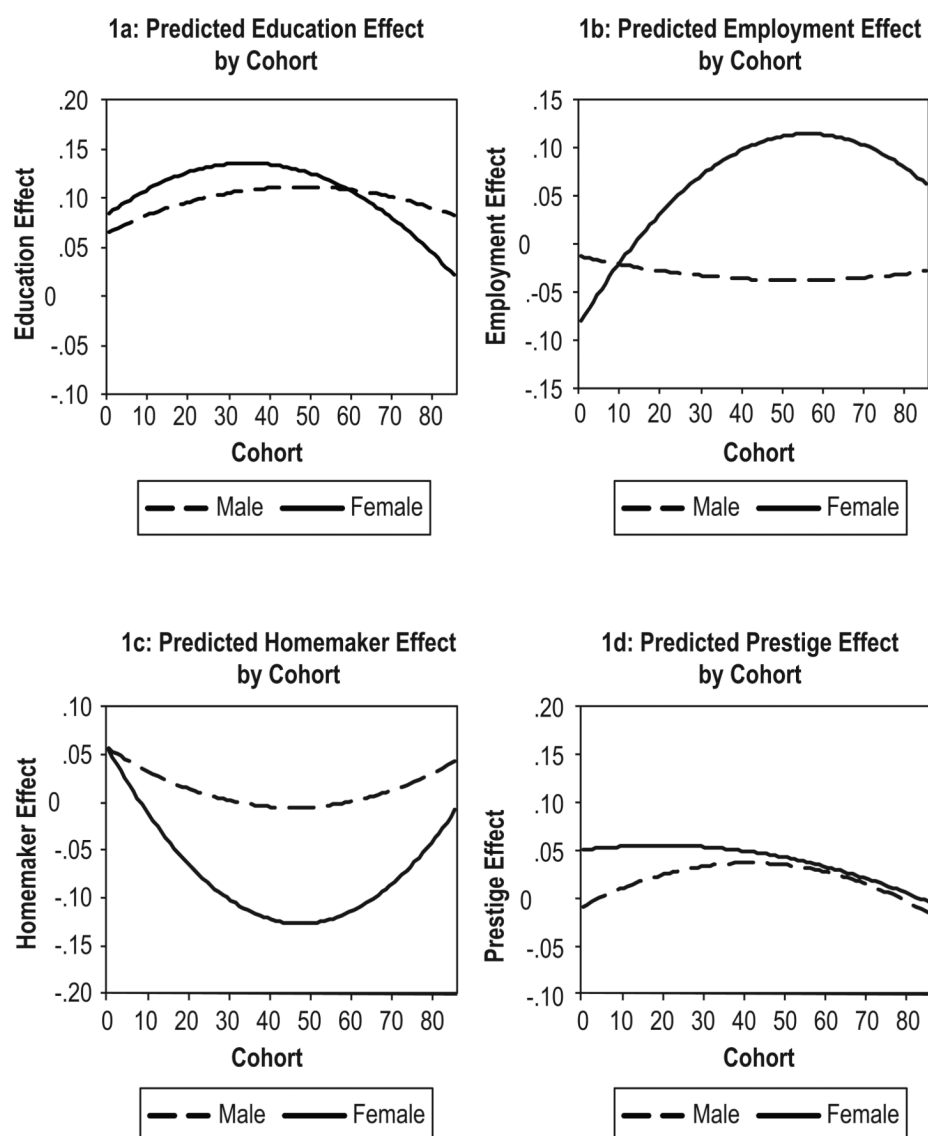 1a: Predicted Education Effect
by Cohort
.20
.15
.10
.05
0
-.05
-.10
Education Effect
0 10 20 30 40 50 60 70 80
Cohort
Male Female
1b: Predicted Employment Effect
by Cohort
.15
.10
.05
0
-.05
-.10
-.15
Employment Effect
0 10 20 30 40 50 60 70 80
Cohort
Male Female
1c: Predicted Homemaker Effect
by Cohort
.10
.05
0
-.05
-.10
-.15
-.20
Homemaker Effect
0 10 20 30 40 50 60 70 80
Cohort
Male Female
1d: Predicted Prestige Effect
by Cohort
.20
.15
.10
.05
0
-.05
-.10
Prestige Effect
0 10 20 30 40 50 60 70 80
Cohort
Male Female